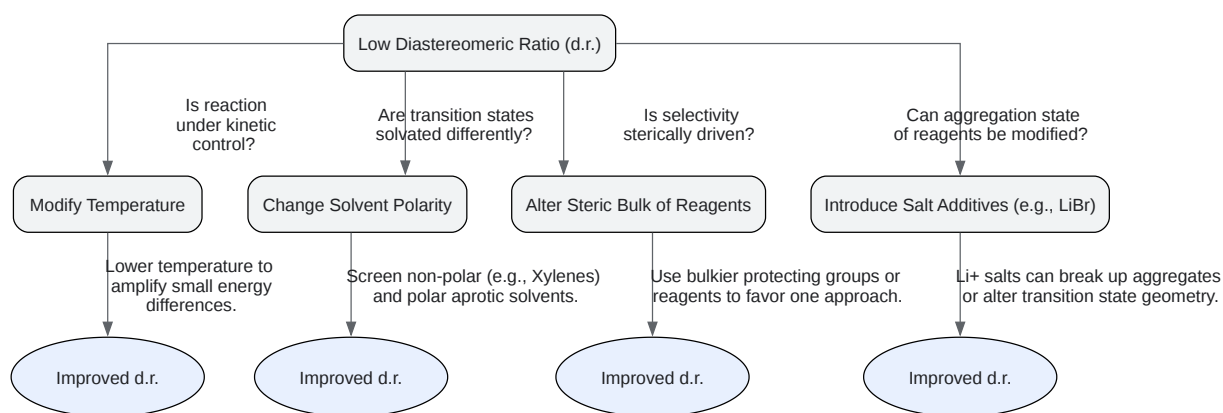 Low Diastereomeric Ratio (d.r.)
Is reaction
under kinetic
control?
Are transition states
solvated differently?
Is selectivity
sterically driven?
Can aggregation state
of reagents be modified?
Modify Temperature
Change Solvent Polarity
Alter Steric Bulk of Reagents
Introduce Salt Additives (e.g., LiBr)
Lower temperature to
amplify small energy
differences.
Screen non-polar (e.g., Xylenes)
and polar aprotic solvents.
Use bulkier protecting groups or
reagents to favor one approach.
Li+ salts can break up aggregates
or alter transition state geometry.
Improved d.r.
Improved d.r.
Improved d.r.
Improved d.r.